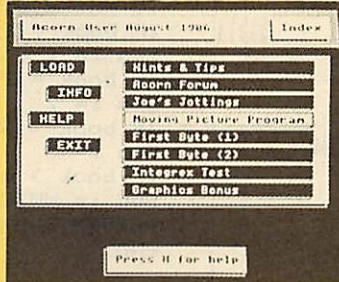 Acorn User August 1986 Index
LOAD
INFO
HELP
EXIT
Hints & Tips
Acorn Forum
Joe's Jottings
Moving Picture Program
First Byte (1)
First Byte (2)
Integrex Test
Graphics Bonus
Press H for help